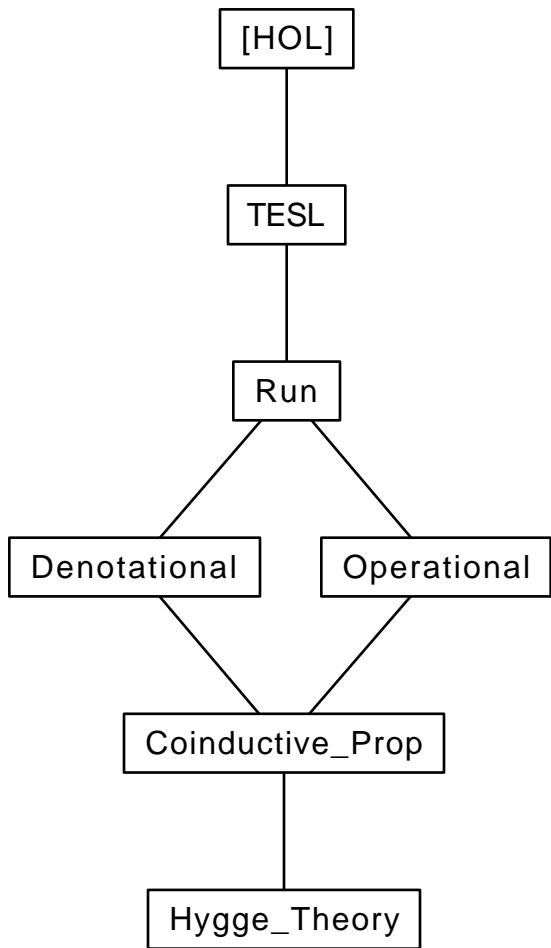 [HOL]
TESL
Run
Denotational
Operational
Coinductive_Prop
Hygge_Theory